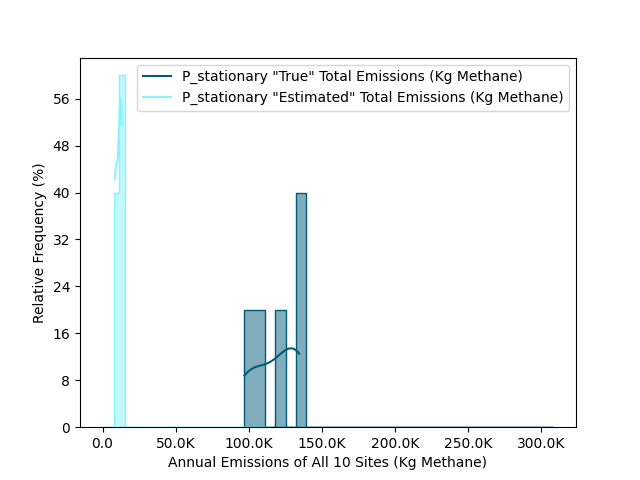 P_stationary "True" Total Emissions (Kg Methane)
P_stationary "Estimated" Total Emissions (Kg Methane)
Relative Frequency (%)
56
48
40
32
24
16
8
0
0.0 50.0K 100.0K 150.0K 200.0K 250.0K 300.0K
Annual Emissions of All 10 Sites (Kg Methane)